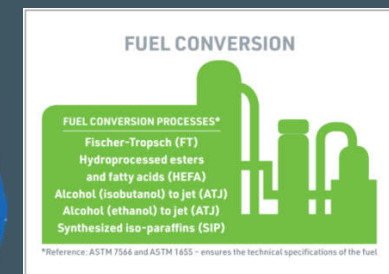 FUEL CONVERSION
FUEL CONVERSION PROCESSES*
Fischer-Tropsch (FT)
Hydroprocessed esters
and fatty acids (HEFA)
Alcohol (isobutanol) to jet (ATJ)
Alcohol (ethanol) to jet (ATJ)
Synthesized iso-paraffins (SIP)
*Reference: ASTM 7566 and ASTM 1655 – ensures the technical specifications of the fuel